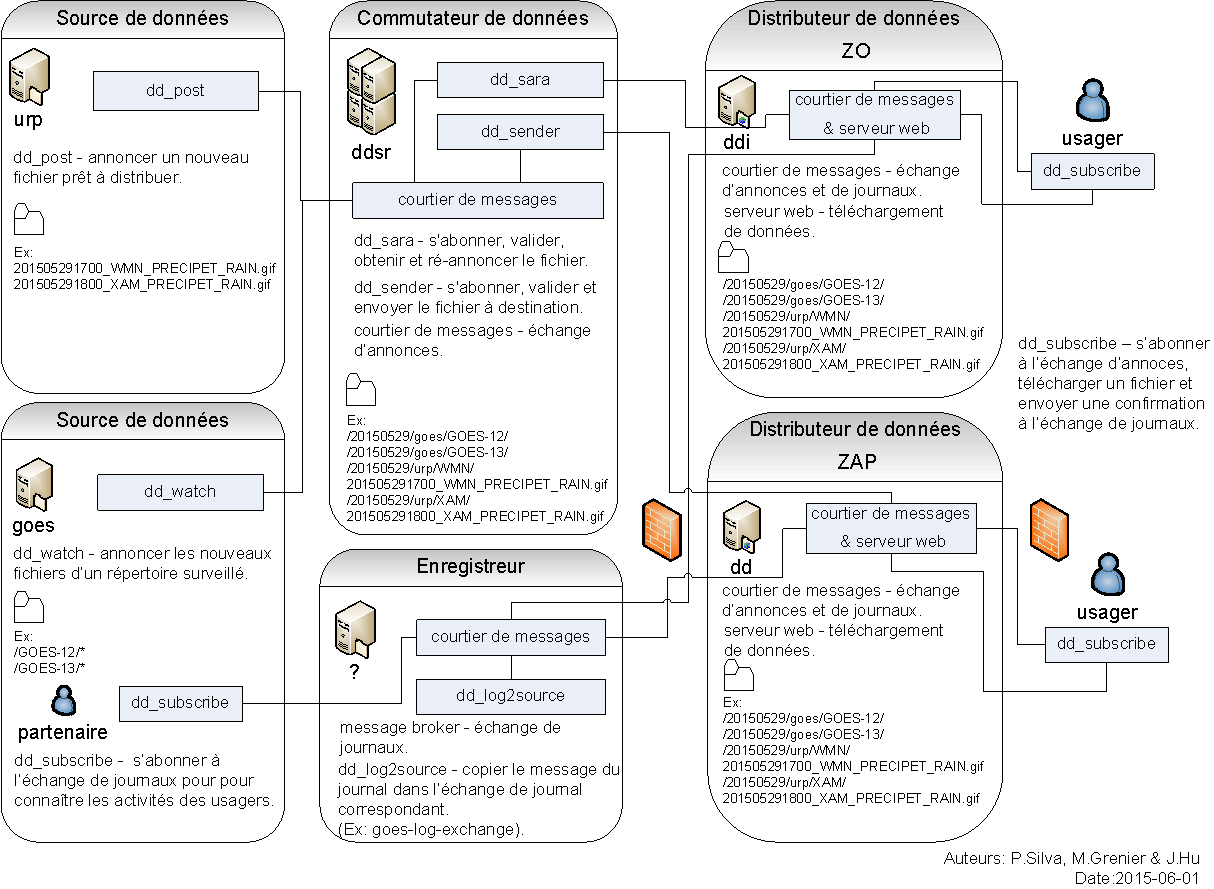 Source de données
urp
dd_post
dd_post - annoncer un nouveau
fichier prêt à distribuer.
Ex:
201505291700_WMN_PRECIPET_RAIN.gif
201505291800_XAM_PRECIPET_RAIN.gif
Source de données
goes
dd_watch
dd_watch - annoncer les nouveaux
fichiers d'un répertoire surveillé.
Ex:
/GOES-12/*
/GOES-13/*
partenaire
dd_subscribe
dd_subscribe - s'abonner à
l'échange de journaux pour pour
connaître les activités des usagers.
Commutateur de données
ddsr
dd_sara
dd_sender
courtier de messages
dd_sara - s'abonner, valider,
obtenir et ré-annoncer le fichier.
dd_sender - s'abonner, valider et
envoyer le fichier à destination.
courtier de messages - échange
d'annonces.
Ex:
/20150529/goes/GOES-12/
/20150529/goes/GOES-13/
/20150529/urp/WMN/
201505291700_WMN_PRECIPET_RAIN.gif
/20150529/urp/XAM/
201505291800_XAM_PRECIPET_RAIN.gif
Enregistreur
?
courtier de messages
dd_log2source
message broker - échange de
journaux.
dd_log2source - copier le message du
journal dans l'échange de journal
correspondant.
(Ex: goes-log-exchange).
Distributeur de données
ZO
ddi
courtier de messages
& serveur web
courtier de messages - échange
d'annonces et de journaux.
serveur web - téléchargement
de données.
/20150529/goes/GOES-12/
/20150529/goes/GOES-13/
/20150529/urp/WMN/
201505291700_WMN_PRECIPET_RAIN.gif
/20150529/urp/XAM/
201505291800_XAM_PRECIPET_RAIN.gif
Distributeur de données
ZAP
dd
courtier de messages
& serveur web
courtier de messages - échange
d'annonces et de journaux.
serveur web - téléchargement
de données.
Ex:
/20150529/goes/GOES-12/
/20150529/goes/GOES-13/
/20150529/urp/WMN/
201505291700_WMN_PRECIPET_RAIN.gif
/20150529/urp/XAM/
201505291800_XAM_PRECIPET_RAIN.gif
usager
dd_subscribe
dd_subscribe – s'abonner
à l'échange d'annoces,
télécharger un fichier et
envoyer une confirmation
à l'échange de journaux.
usager
dd_subscribe
Auteurs: P.Silva, M.Grenier & J.Hu
Date:2015-06-01